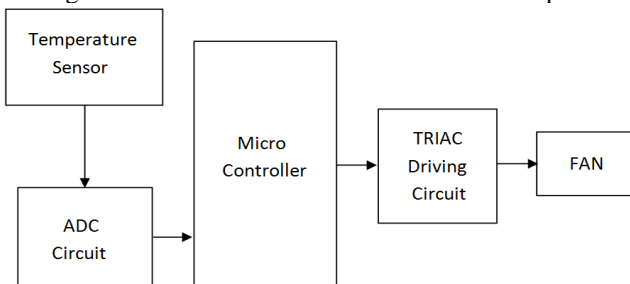 Temperature
Sensor
Micro
Controller
TRIAC
Driving
Circuit
FAN
ADC
Circuit